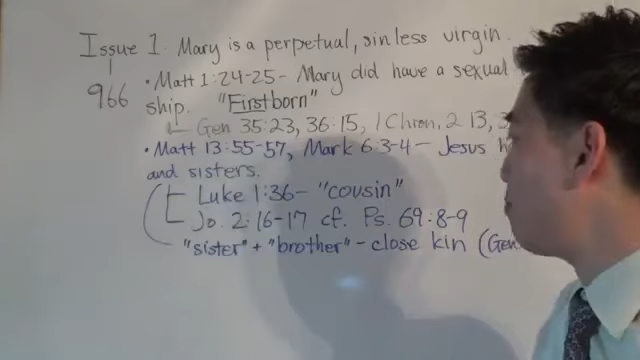 Issue 1. Mary is a perpetual, sinless virgin.
966
• Matt 1:24-25 - Mary did have a sexual
ship. "Firstborn"
Gen 35:23, 36:15, 1 Chron, 2 13, 3
• Matt 13:55-57, Mark 6:3-4 - Jesus
and sisters.
Luke 1:36 - "cousin"
Jo. 2:16-17 cf. Ps. 69:8-9
"sister" + "brother" - close kin (Gen